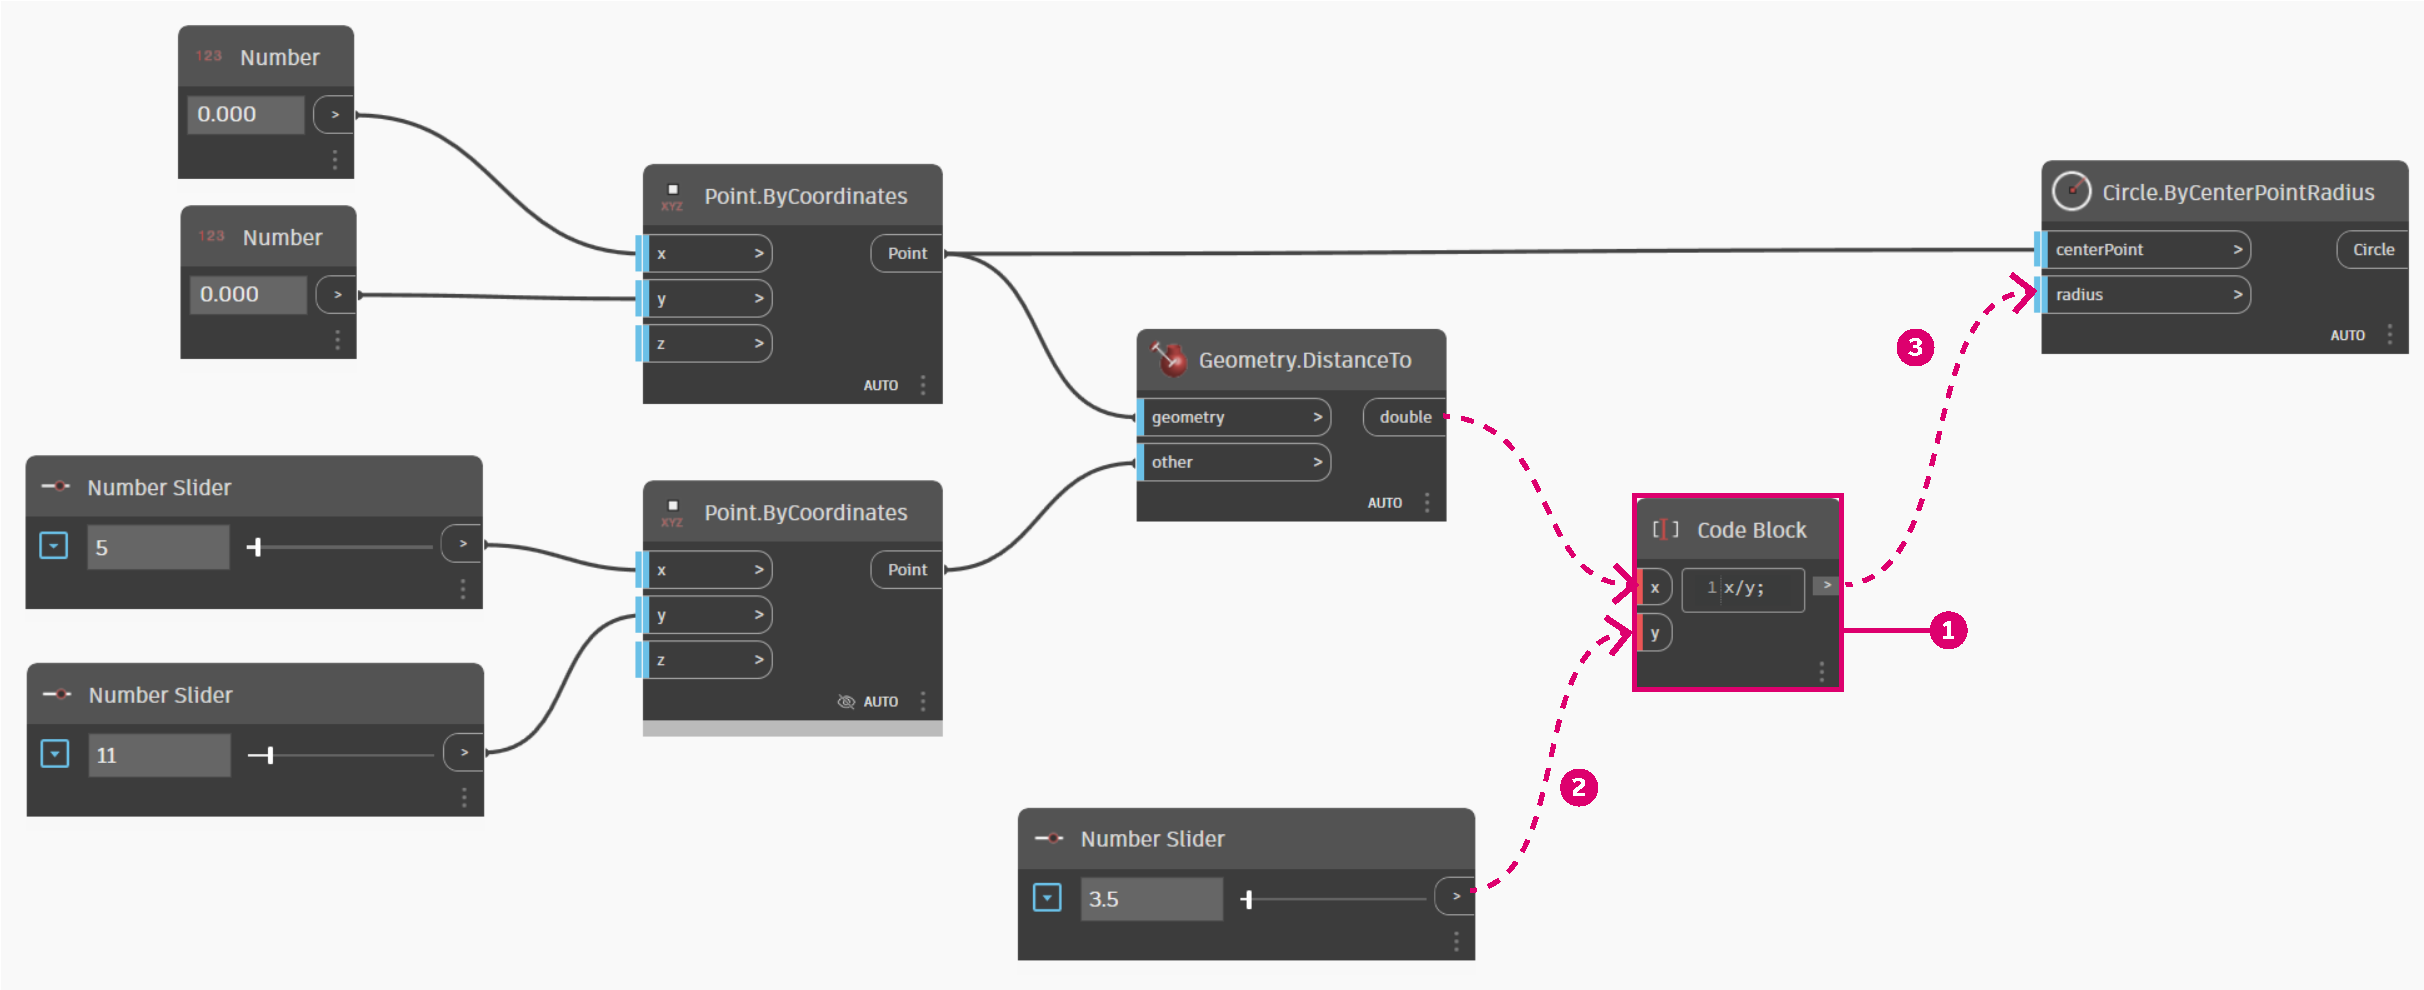 123 Number
0.000 >
123 Number
0.000 >
XYZ Point.ByCoordinates
x > Point
y >
z >
AUTO
Circle.ByCenterPointRadius
centerPoint > Circle
radius >
AUTO
3
Geometry.DistanceTo
geometry > double
other >
AUTO
Number Slider
5 >
XYZ Point.ByCoordinates
x > Point
y >
z >
AUTO
[I] Code Block
x 1 x/y; >
y
1
Number Slider
11 >
2
Number Slider
3.5 >